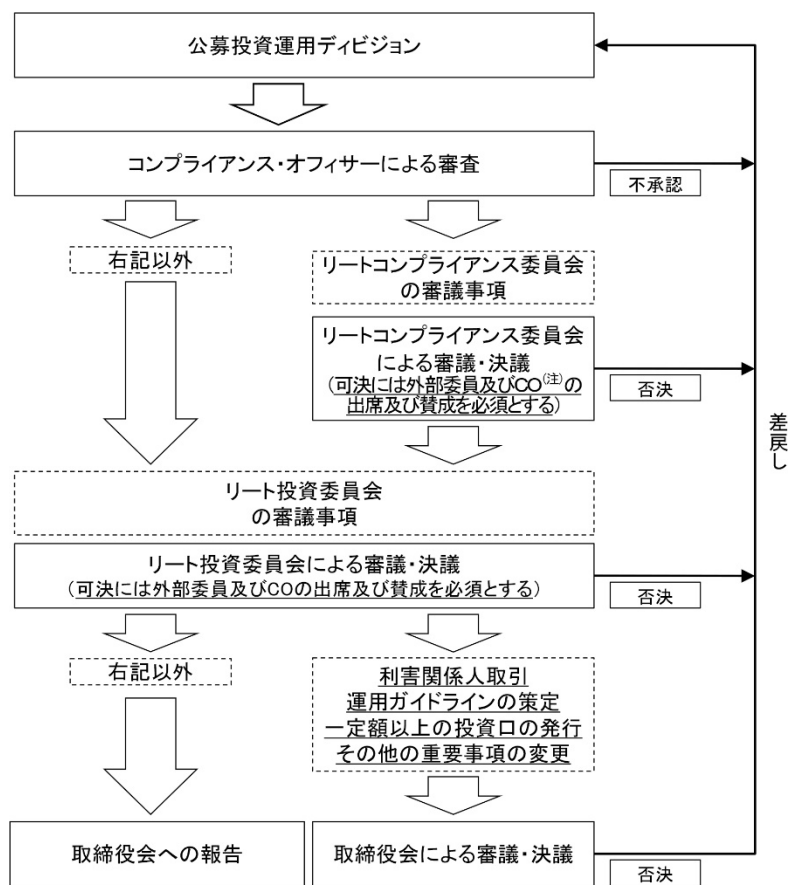 公募投資運用ディビジョン
コンプライアンス・オフィサーによる審査
不承認
右記以外
リートコンプライアンス委員会
の審議事項
リートコンプライアンス委員会
による審議・決議
(可決には外部委員及びCO(注)の
出席及び賛成を必須とする)
否決
差戻し
リート投資委員会
の審議事項
リート投資委員会による審議・決議
(可決には外部委員及びCOの出席及び賛成を必須とする)
否決
右記以外
利害関係人取引
運用ガイドラインの策定
一定額以上の投資口の発行
その他の重要事項の変更
取締役会への報告
取締役会による審議・決議
否決